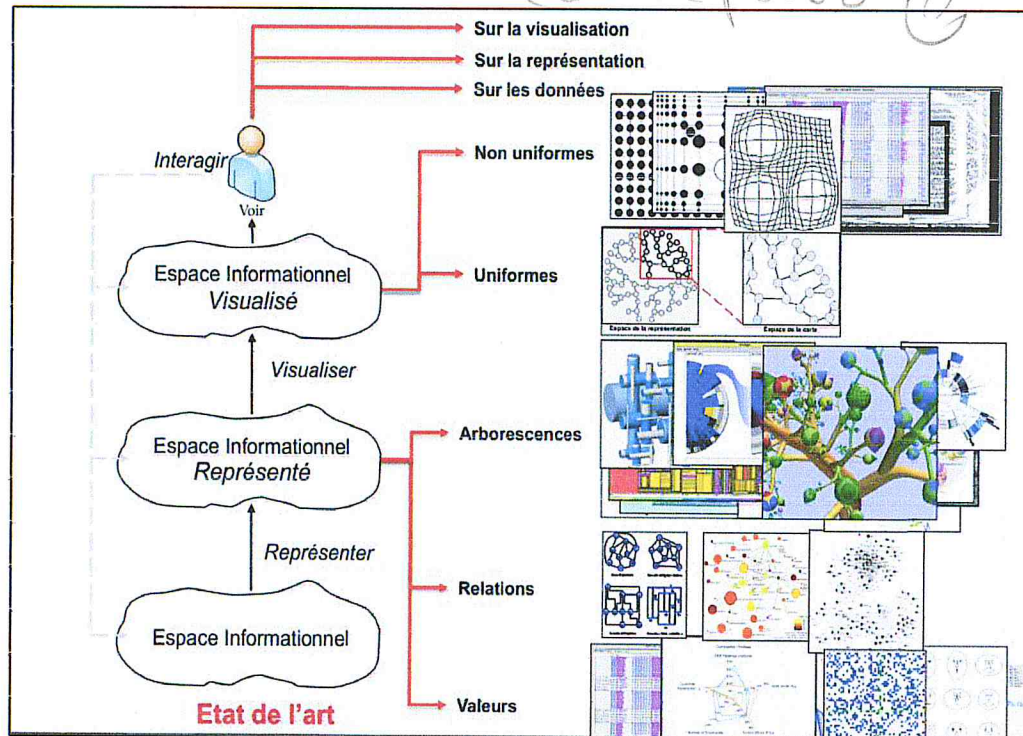 Sur la visualisation
Sur la représentation
Sur les données
Interagir
Voir
Non uniformes
Espace Informationnel
Visualisé
Uniformes
Espace de la représentation
Espace de la carte
Visualiser
Espace Informationnel
Représenté
Arborescences
Représenter
Relations
Espace Informationnel
Valeurs
Etat de l'art